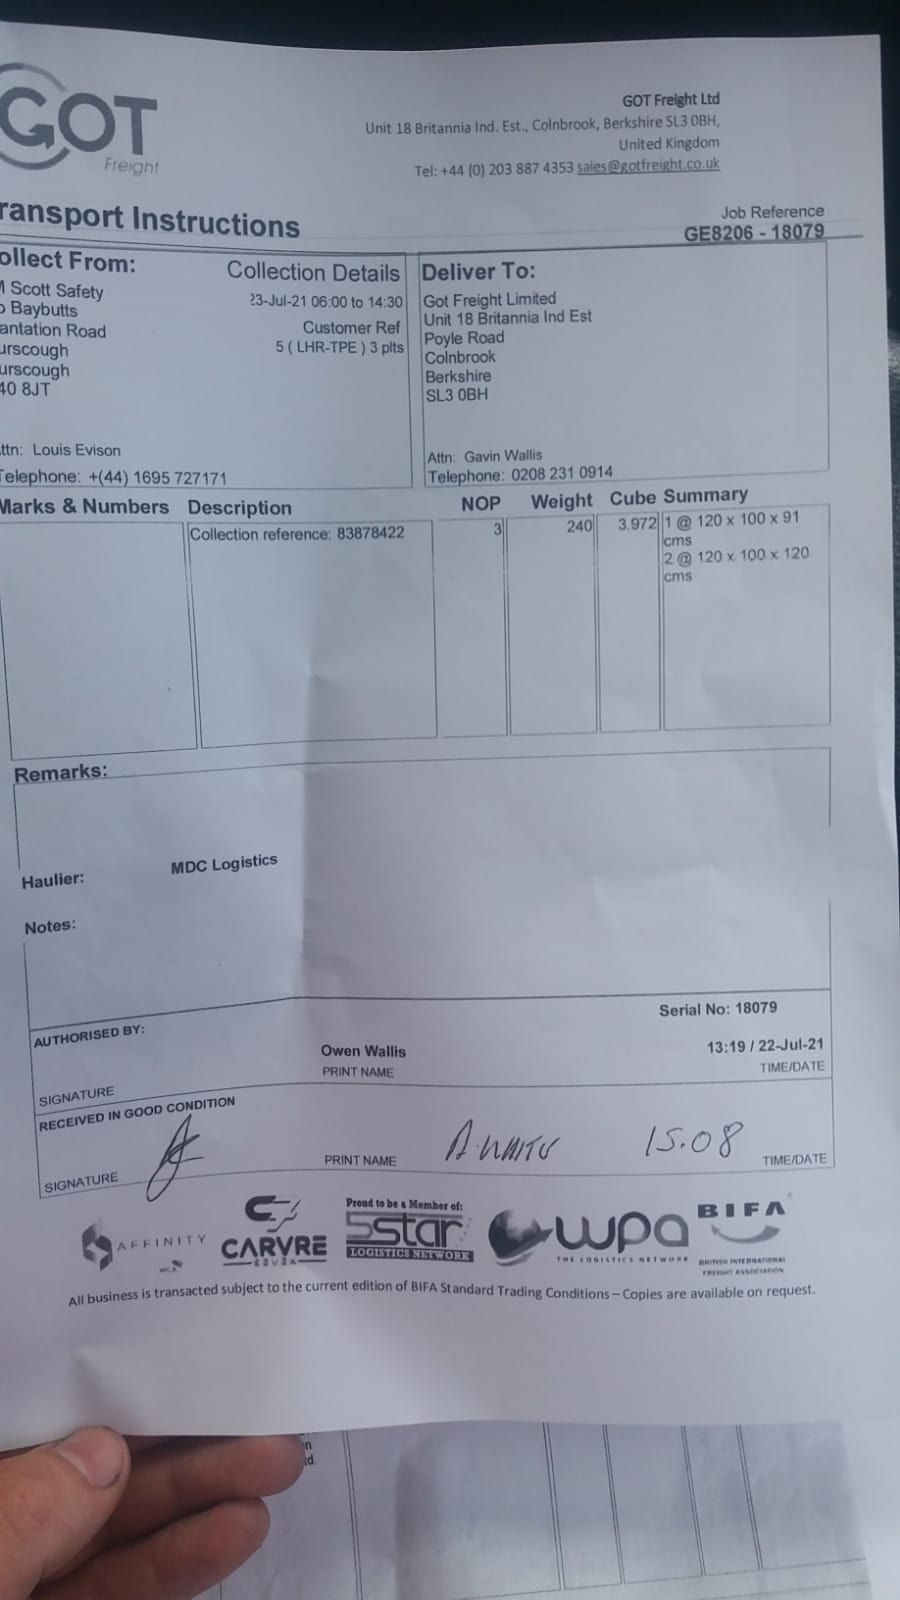 GOT
Freight
GOT Freight Ltd
Unit 18 Britannia Ind. Est., Colnbrook, Berkshire SL3 0BH,
United Kingdom
Tel: +44 (0) 203 887 4353 sales@gotfreight.co.uk
ransport Instructions
Job Reference
GE8206 - 18079
ollect From:
Collection Details
Scott Safety
23-Jul-21 06:00 to 14:30
Baybutts
Customer Ref
antation Road
5 ( LHR-TPE ) 3 plts
urscough
urscough
40 8JT
ttn: Louis Evison
Telephone: +(44) 1695 727171
Deliver To:
Got Freight Limited
Unit 18 Britannia Ind Est
Poyle Road
Colnbrook
Berkshire
SL3 0BH
Attn: Gavin Wallis
Telephone: 0208 231 0914
Marks & Numbers Description NOP Weight Cube Summary
Collection reference: 83878422 3 240 3.972 1 @ 120 x 100 x 91
cms
2 @ 120 x 100 x 120
cms
Remarks:
Haulier: MDC Logistics
Notes:
Serial No: 18079
AUTHORISED BY:
Owen Wallis 13:19 / 22-Jul-21
SIGNATURE PRINT NAME TIME/DATE
RECEIVED IN GOOD CONDITION
15.08
SIGNATURE PRINT NAME TIME/DATE
AFFINITY
WCA
CARVRE
SEVEN
Proud to be a Member of:
5star
LOGISTICS NETWORK
wpa
THE LOGISTICS NETWORK
BIFA
BRITISH INTERNATIONAL
FREIGHT ASSOCIATION
All business is transacted subject to the current edition of BIFA Standard Trading Conditions – Copies are available on request.
n
d.